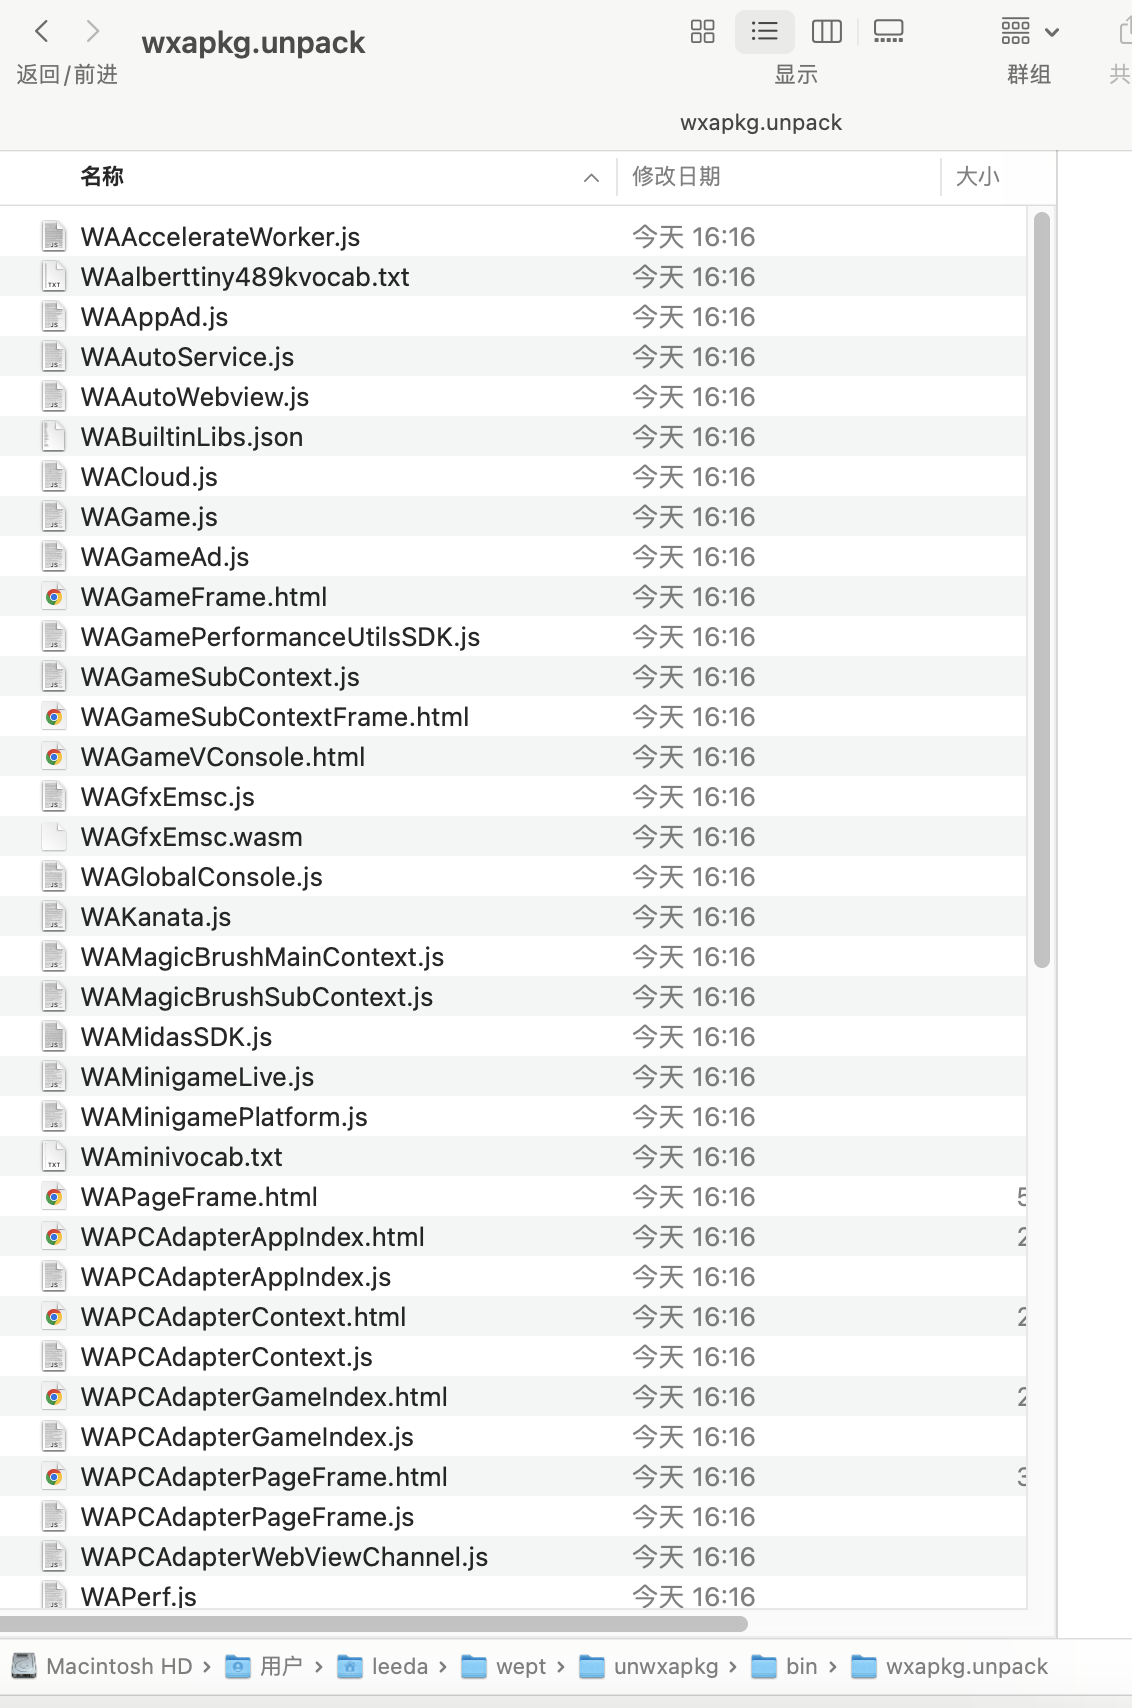 wxapkg.unpack
返回/前进
显示
群组
共
wxapkg.unpack
名称 修改日期 大小
WAAccelerateWorker.js 今天 16:16
WAalberttiny489kvocab.txt 今天 16:16
WAAppAd.js 今天 16:16
WAAutoService.js 今天 16:16
WAAutoWebview.js 今天 16:16
WABuiltinLibs.json 今天 16:16
WACloud.js 今天 16:16
WAGame.js 今天 16:16
WAGameAd.js 今天 16:16
WAGameFrame.html 今天 16:16
WAGamePerformanceUtilsSDK.js 今天 16:16
WAGameSubContext.js 今天 16:16
WAGameSubContextFrame.html 今天 16:16
WAGameVConsole.html 今天 16:16
WAGfxEmsc.js 今天 16:16
WAGfxEmsc.wasm 今天 16:16
WAGlobalConsole.js 今天 16:16
WAKanata.js 今天 16:16
WAMagicBrushMainContext.js 今天 16:16
WAMagicBrushSubContext.js 今天 16:16
WAMidasSDK.js 今天 16:16
WAMinigameLive.js 今天 16:16
WAMinigamePlatform.js 今天 16:16
WAminivocab.txt 今天 16:16
WAPageFrame.html 今天 16:16
WAPCAdapterAppIndex.html 今天 16:16
WAPCAdapterAppIndex.js 今天 16:16
WAPCAdapterContext.html 今天 16:16
WAPCAdapterContext.js 今天 16:16
WAPCAdapterGameIndex.html 今天 16:16
WAPCAdapterGameIndex.js 今天 16:16
WAPCAdapterPageFrame.html 今天 16:16
WAPCAdapterPageFrame.js 今天 16:16
WAPCAdapterWebViewChannel.js 今天 16:16
WAPerf.js 今天 16:16
Macintosh HD › 用户 › leeda › wept › unwxapkg › bin › wxapkg.unpack